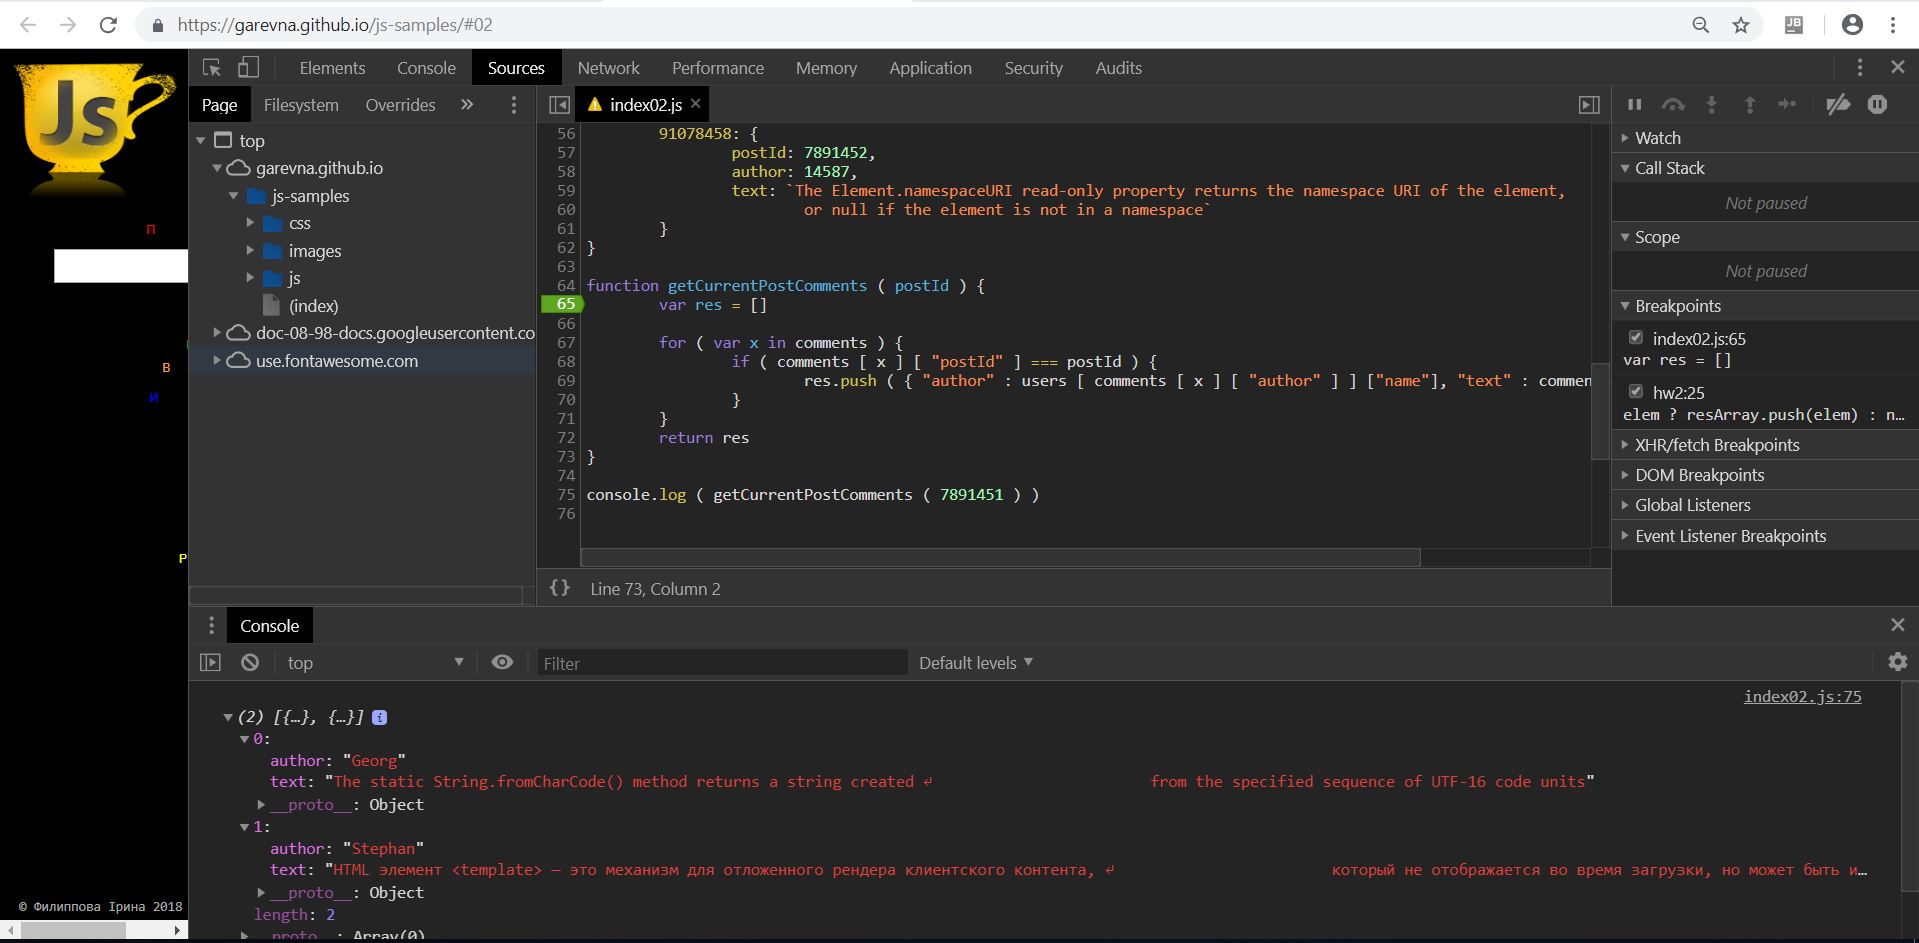 https://garevna.github.io/js-samples/#02
JB
Js
П
В
И
Р
© Филиппова Ірина 2018
Elements Console Sources Network Performance Memory Application Security Audits
Page Filesystem Overrides »
index02.js ×
top
garevna.github.io
js-samples
css
images
js
(index)
doc-08-98-docs.googleusercontent.co
use.fontawesome.com
56 91078458: {
57 postId: 7891452,
58 author: 14587,
59 text: `The Element.namespaceURI read-only property returns the namespace URI of the element,
60 or null if the element is not in a namespace`
61 }
62 }
63
64 function getCurrentPostComments ( postId ) {
65 var res = []
66
67 for ( var x in comments ) {
68 if ( comments [ x ] [ "postId" ] === postId ) {
69 res.push ( { "author" : users [ comments [ x ] [ "author" ] ] ["name"], "text" : commen
70 }
71 }
72 return res
73 }
74
75 console.log ( getCurrentPostComments ( 7891451 ) )
76
{} Line 73, Column 2
Watch
Call Stack
Not paused
Scope
Not paused
Breakpoints
index02.js:65
var res = []
hw2:25
elem ? resArray.push(elem) : n…
XHR/fetch Breakpoints
DOM Breakpoints
Global Listeners
Event Listener Breakpoints
Console
top Filter Default levels
index02.js:75
(2) [{…}, {…}] i
0:
author: "Georg"
text: "The static String.fromCharCode() method returns a string created ↵ from the specified sequence of UTF-16 code units"
__proto__: Object
1:
author: "Stephan"
text: "HTML элемент <template> — это механизм для отложенного рендера клиентского контента, ↵ который не отображается во время загрузки, но может быть и…
__proto__: Object
length: 2
__proto__: Array(0)